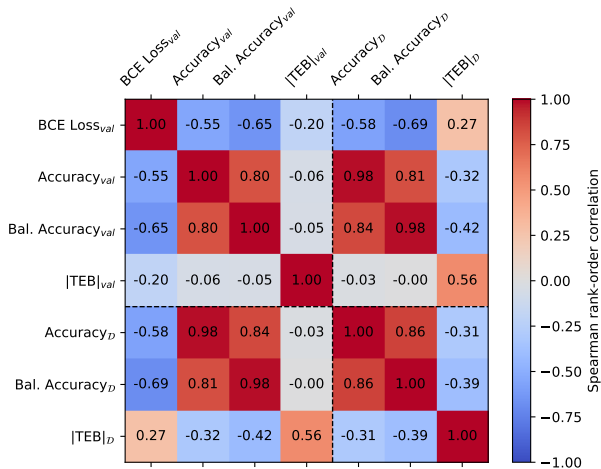 BCE Loss_val Accuracy_val Bal. Accuracy_val |TEB|_val Accuracy_𝒟 Bal. Accuracy_𝒟 |TEB|_𝒟
BCE Loss_val 1.00 -0.55 -0.65 -0.20 -0.58 -0.69 0.27
Accuracy_val -0.55 1.00 0.80 -0.06 0.98 0.81 -0.32
Bal. Accuracy_val -0.65 0.80 1.00 -0.05 0.84 0.98 -0.42
|TEB|_val -0.20 -0.06 -0.05 1.00 -0.03 -0.00 0.56
Accuracy_𝒟 -0.58 0.98 0.84 -0.03 1.00 0.86 -0.31
Bal. Accuracy_𝒟 -0.69 0.81 0.98 -0.00 0.86 1.00 -0.39
|TEB|_𝒟 0.27 -0.32 -0.42 0.56 -0.31 -0.39 1.00
1.00
0.75
0.50
0.25
0.00
−0.25
−0.50
−0.75
−1.00
Spearman rank-order correlation